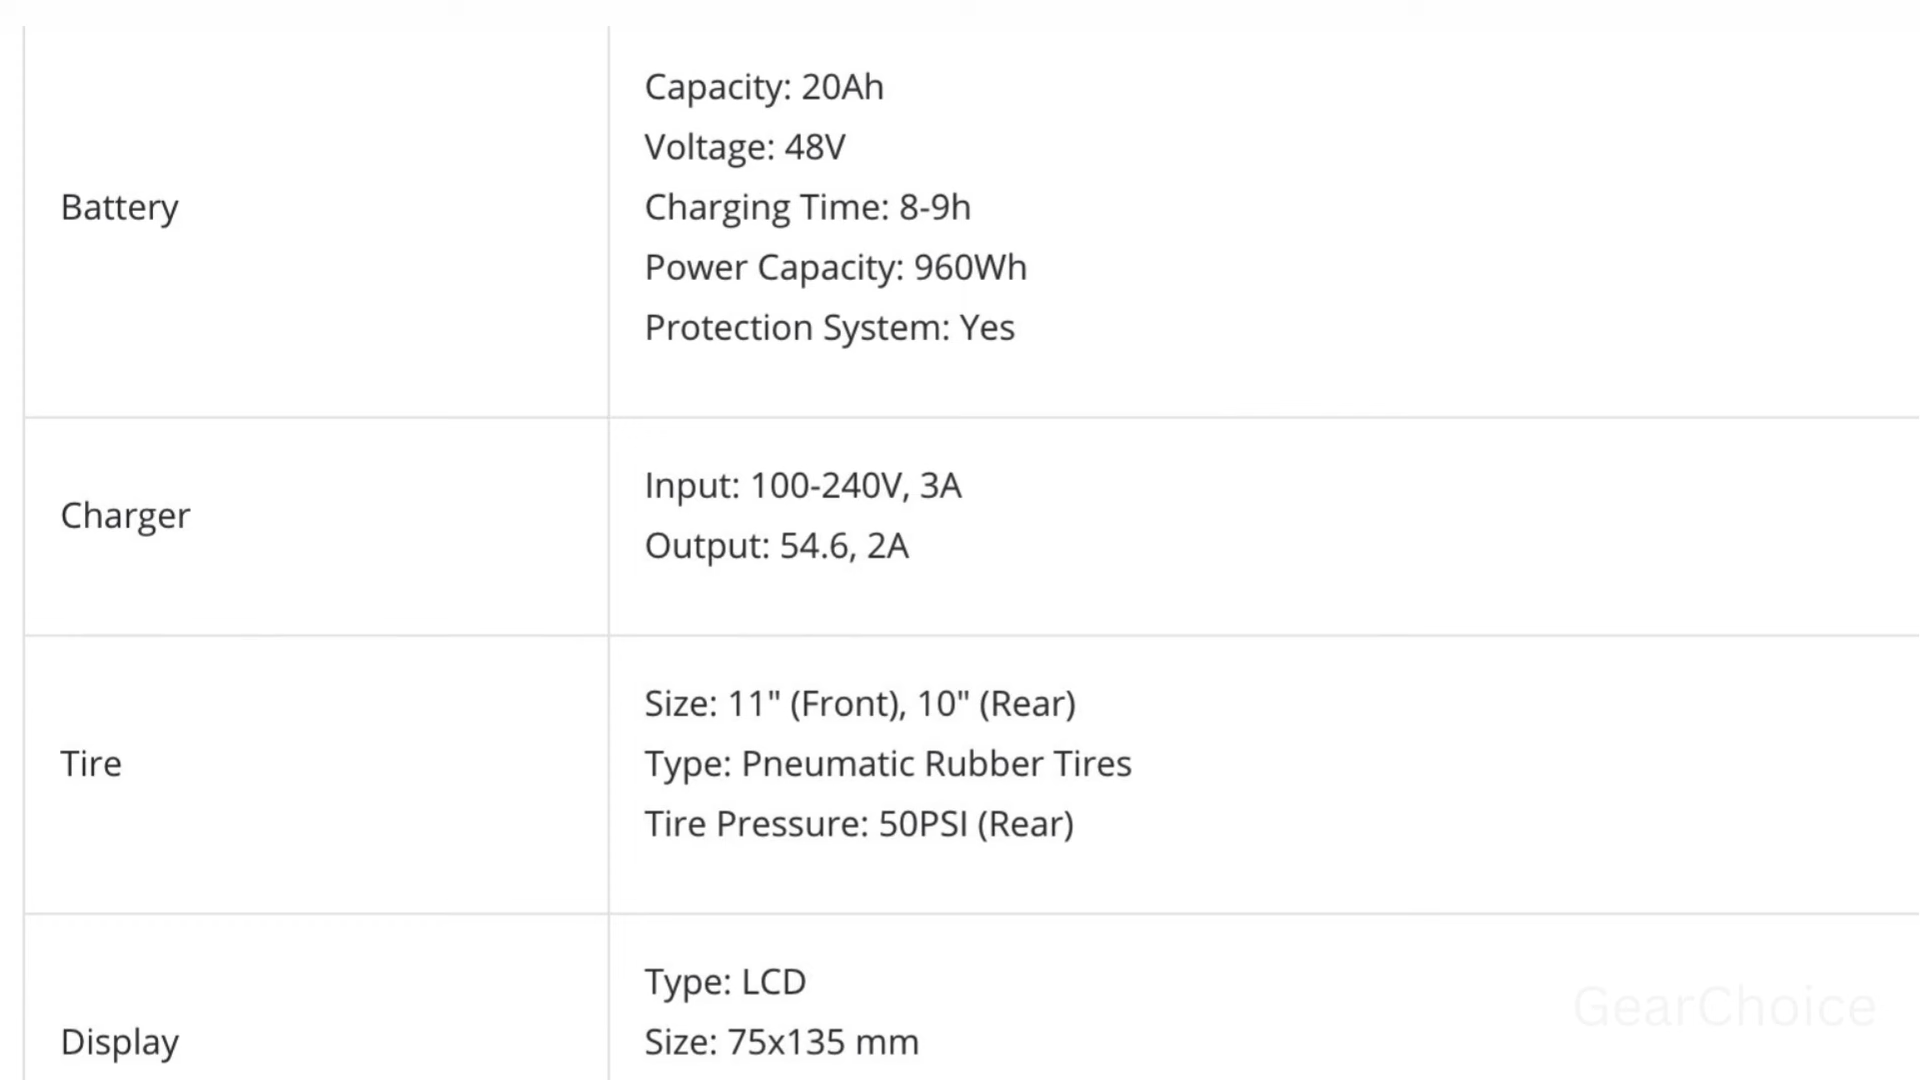 Battery
Capacity: 20Ah
Voltage: 48V
Charging Time: 8-9h
Power Capacity: 960Wh
Protection System: Yes
Charger
Input: 100-240V, 3A
Output: 54.6, 2A
Tire
Size: 11" (Front), 10" (Rear)
Type: Pneumatic Rubber Tires
Tire Pressure: 50PSI (Rear)
Display
Type: LCD
Size: 75x135 mm
GearChoice